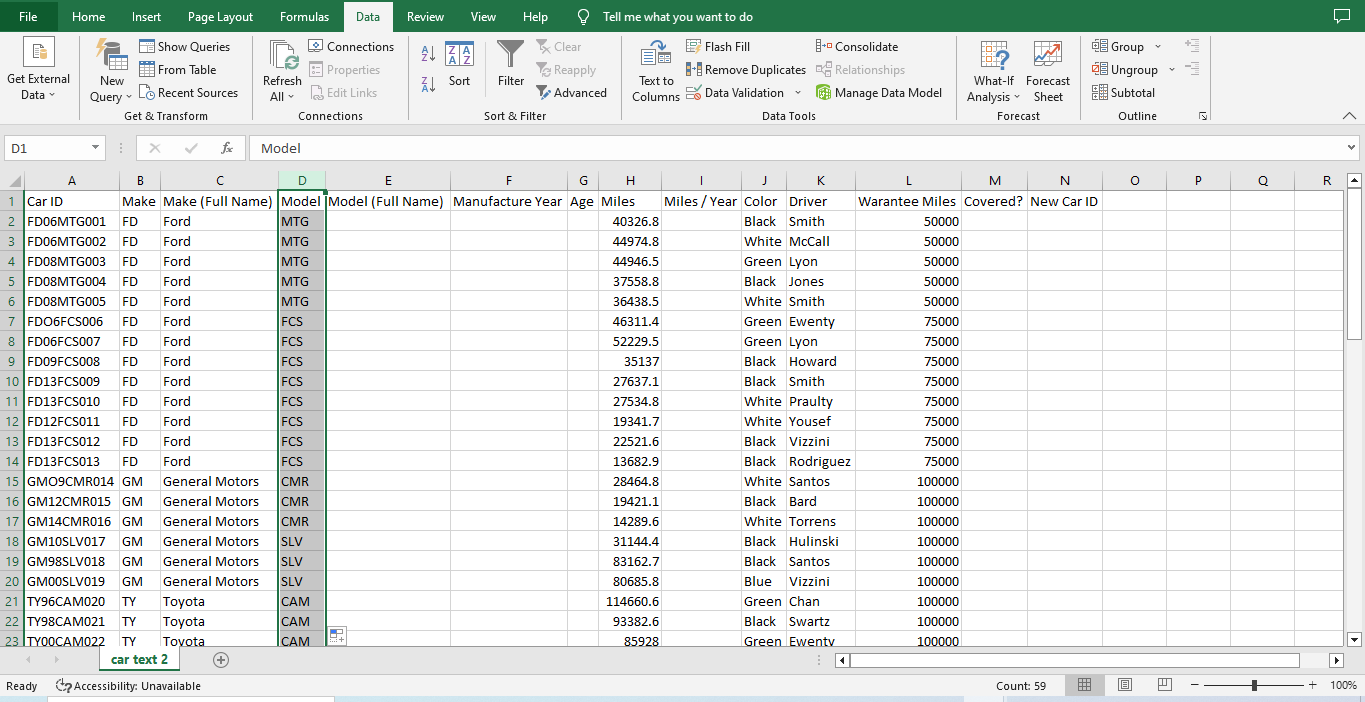 File Home Insert Page Layout Formulas Data Review View Help Tell me what you want to do
Get External Data
New Query
Show Queries
From Table
Recent Sources
Get & Transform
Refresh All
Connections
Properties
Edit Links
Connections
Sort
Filter
Clear
Reapply
Advanced
Sort & Filter
Text to Columns
Flash Fill
Remove Duplicates
Data Validation
Consolidate
Relationships
Manage Data Model
Data Tools
What-If Analysis
Forecast Sheet
Forecast
Group
Ungroup
Subtotal
Outline
D1 fx Model
A B C D E F G H I J K L M N O P Q R
1 Car ID Make Make (Full Name) Model Model (Full Name) Manufacture Year Age Miles Miles / Year Color Driver Warantee Miles Covered? New Car ID
2 FD06MTG001 FD Ford MTG 40326.8 Black Smith 50000
3 FD06MTG002 FD Ford MTG 44974.8 White McCall 50000
4 FD08MTG003 FD Ford MTG 44946.5 Green Lyon 50000
5 FD08MTG004 FD Ford MTG 37558.8 Black Jones 50000
6 FD08MTG005 FD Ford MTG 36438.5 White Smith 50000
7 FDO6FCS006 FD Ford FCS 46311.4 Green Ewenty 75000
8 FD06FCS007 FD Ford FCS 52229.5 Green Lyon 75000
9 FD09FCS008 FD Ford FCS 35137 Black Howard 75000
10 FD13FCS009 FD Ford FCS 27637.1 Black Smith 75000
11 FD13FCS010 FD Ford FCS 27534.8 White Praulty 75000
12 FD12FCS011 FD Ford FCS 19341.7 White Yousef 75000
13 FD13FCS012 FD Ford FCS 22521.6 Black Vizzini 75000
14 FD13FCS013 FD Ford FCS 13682.9 Black Rodriguez 75000
15 GMO9CMR014 GM General Motors CMR 28464.8 White Santos 100000
16 GM12CMR015 GM General Motors CMR 19421.1 Black Bard 100000
17 GM14CMR016 GM General Motors CMR 14289.6 White Torrens 100000
18 GM10SLV017 GM General Motors SLV 31144.4 Black Hulinski 100000
19 GM98SLV018 GM General Motors SLV 83162.7 Black Santos 100000
20 GM00SLV019 GM General Motors SLV 80685.8 Blue Vizzini 100000
21 TY96CAM020 TY Toyota CAM 114660.6 Green Chan 100000
22 TY98CAM021 TY Toyota CAM 93382.6 Black Swartz 100000
23 TY00CAM022 TY Toyota CAM 85928 Green Ewenty 100000
car text 2
Ready Accessibility: Unavailable Count: 59 100%